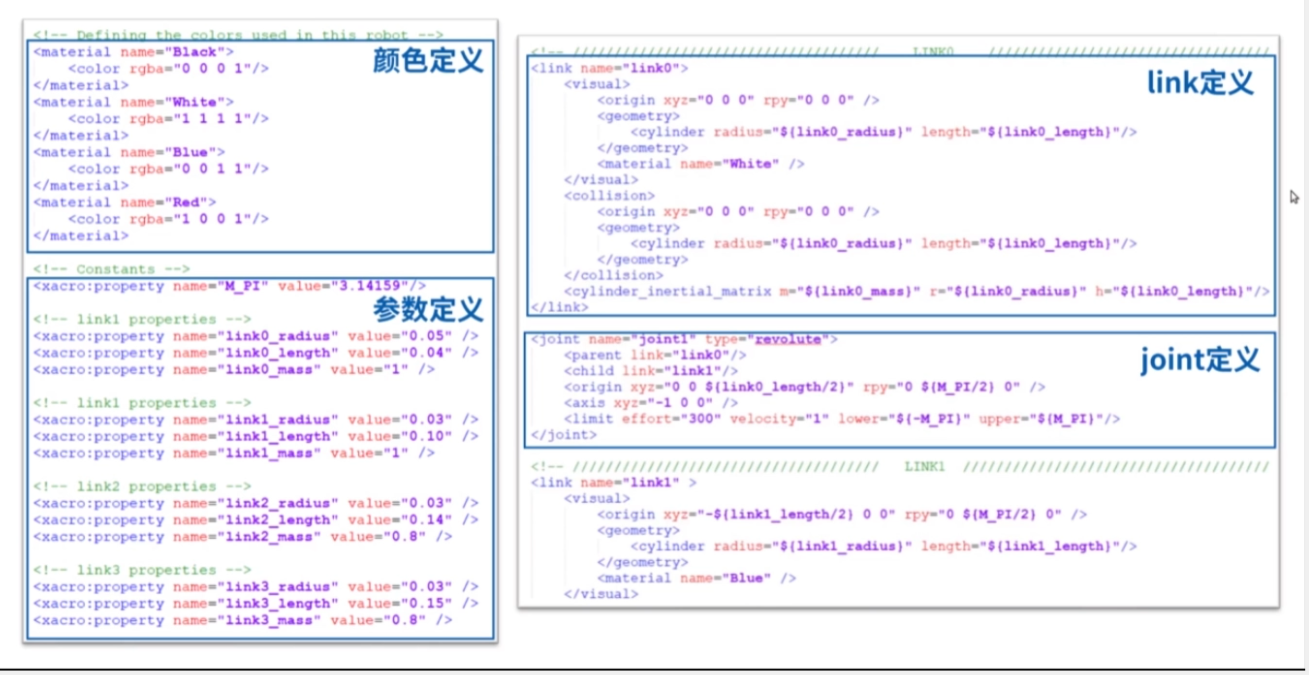 <!-- Defining the colors used in this robot -->
颜色定义
<material name="Black">
<color rgba="0 0 0 1"/>
</material>
<material name="White">
<color rgba="1 1 1 1"/>
</material>
<material name="Blue">
<color rgba="0 0 1 1"/>
</material>
<material name="Red">
<color rgba="1 0 0 1"/>
</material>
<!-- Constants -->
<xacro:property name="M_PI" value="3.14159"/>
参数定义
<!-- link1 properties -->
<xacro:property name="link0_radius" value="0.05" />
<xacro:property name="link0_length" value="0.04" />
<xacro:property name="link0_mass" value="1" />
<!-- link1 properties -->
<xacro:property name="link1_radius" value="0.03" />
<xacro:property name="link1_length" value="0.10" />
<xacro:property name="link1_mass" value="1" />
<!-- link2 properties -->
<xacro:property name="link2_radius" value="0.03" />
<xacro:property name="link2_length" value="0.14" />
<xacro:property name="link2_mass" value="0.8" />
<!-- link3 properties -->
<xacro:property name="link3_radius" value="0.03" />
<xacro:property name="link3_length" value="0.15" />
<xacro:property name="link3_mass" value="0.8" />
<!-- ///////////////////////////////////// LINK0 //////////////////////////////////
<link name="link0">
link定义
<visual>
<origin xyz="0 0 0" rpy="0 0 0" />
<geometry>
<cylinder radius="${link0_radius}" length="${link0_length}"/>
</geometry>
<material name="White" />
</visual>
<collision>
<origin xyz="0 0 0" rpy="0 0 0" />
<geometry>
<cylinder radius="${link0_radius}" length="${link0_length}"/>
</geometry>
</collision>
<cylinder_inertial_matrix m="${link0_mass}" r="${link0_radius}" h="${link0_length}"/>
</link>
<joint name="joint1" type="revolute">
joint定义
<parent link="link0"/>
<child link="link1"/>
<origin xyz="0 0 ${link0_length/2}" rpy="0 ${M_PI/2} 0" />
<axis xyz="-1 0 0" />
<limit effort="300" velocity="1" lower="${-M_PI}" upper="${M_PI}"/>
</joint>
<!-- ///////////////////////////////////// LINK1 /////////////////////////////////////
<link name="link1" >
<visual>
<origin xyz="-${link1_length/2} 0 0" rpy="0 ${M_PI/2} 0" />
<geometry>
<cylinder radius="${link1_radius}" length="${link1_length}"/>
</geometry>
<material name="Blue" />
</visual>